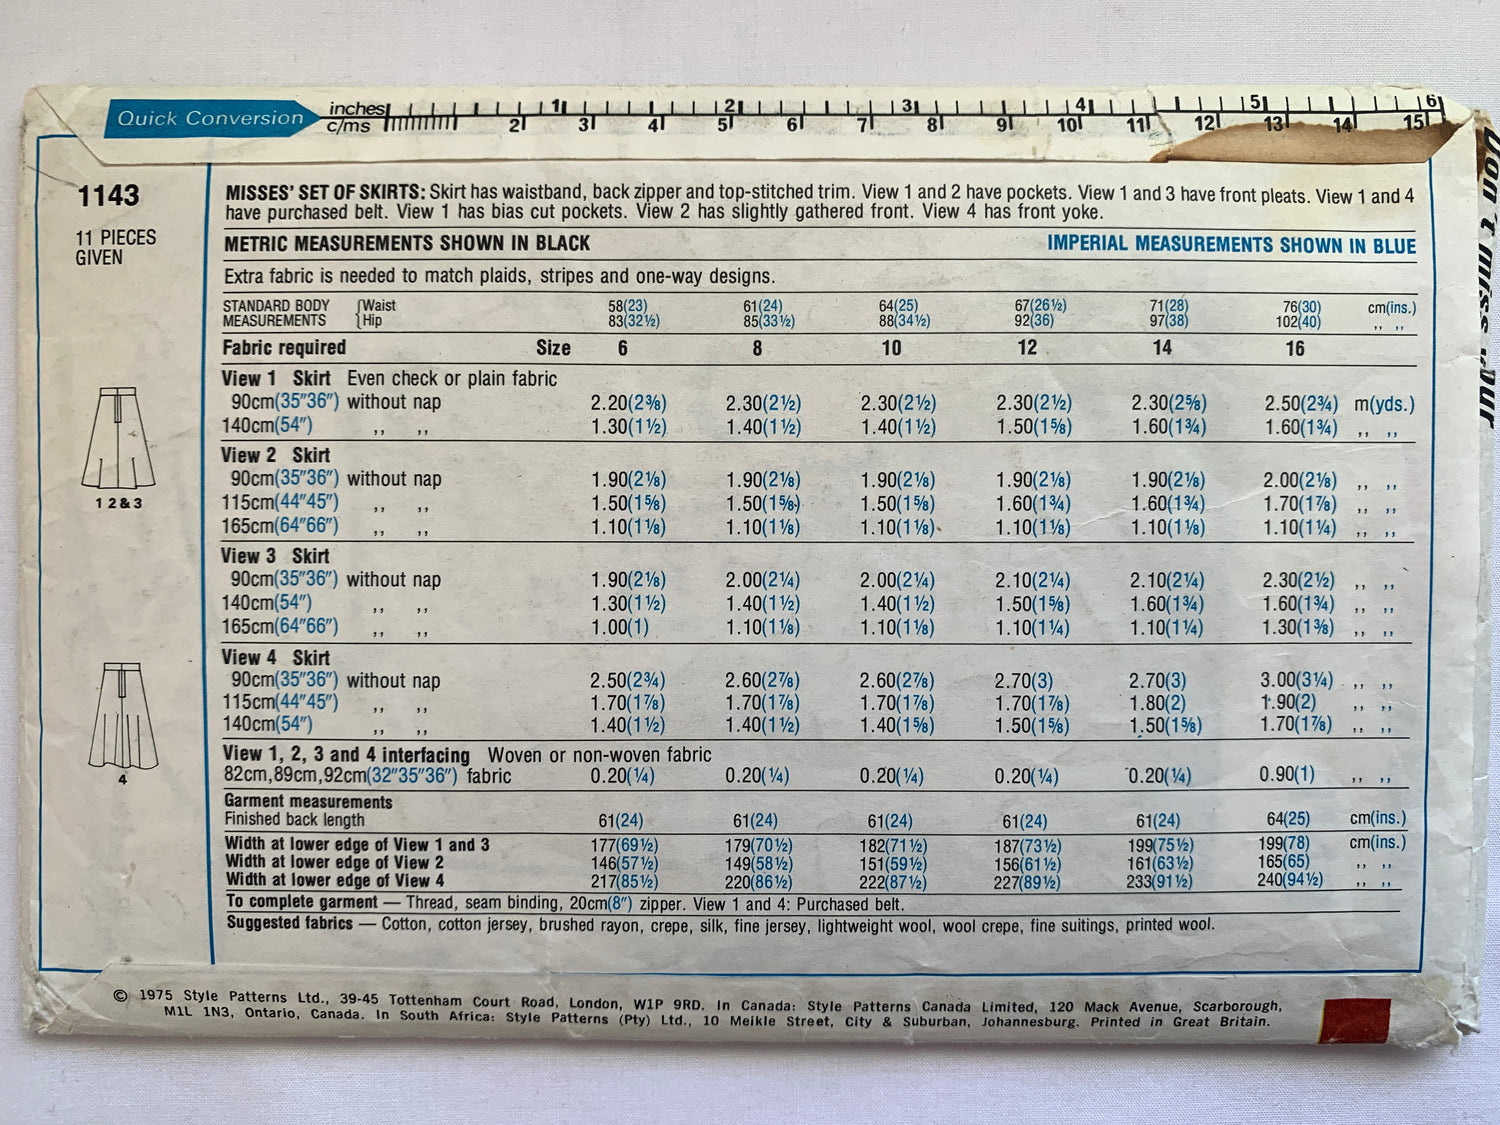 Quick Conversion
inches 1 2 3 4 5 6
c/ms 2 3 4 5 6 7 8 9 10 11 12 13 14 15
Don't miss your
1143
11 PIECES
GIVEN
1 2 & 3
4
MISSES' SET OF SKIRTS: Skirt has waistband, back zipper and top-stitched trim. View 1 and 2 have pockets. View 1 and 3 have front pleats. View 1 and 4
have purchased belt. View 1 has bias cut pockets. View 2 has slightly gathered front. View 4 has front yoke.
METRIC MEASUREMENTS SHOWN IN BLACK IMPERIAL MEASUREMENTS SHOWN IN BLUE
Extra fabric is needed to match plaids, stripes and one-way designs.
STANDARD BODY { Waist 58(23) 61(24) 64(25) 67(26½) 71(28) 76(30) cm(ins.)
MEASUREMENTS { Hip 83(32½) 85(33½) 88(34½) 92(36) 97(38) 102(40) ,, ,,
Fabric required Size 6 8 10 12 14 16
View 1 Skirt Even check or plain fabric
90cm(35"36") without nap 2.20(2⅜) 2.30(2½) 2.30(2½) 2.30(2½) 2.30(2⅝) 2.50(2¾) m(yds.)
140cm(54") ,, ,, 1.30(1½) 1.40(1½) 1.40(1½) 1.50(1⅝) 1.60(1¾) 1.60(1¾) ,, ,,
View 2 Skirt
90cm(35"36") without nap 1.90(2⅛) 1.90(2⅛) 1.90(2⅛) 1.90(2⅛) 1.90(2⅛) 2.00(2⅛) ,, ,,
115cm(44"45") ,, ,, 1.50(1⅝) 1.50(1⅝) 1.50(1⅝) 1.60(1¾) 1.60(1¾) 1.70(1⅞) ,, ,,
165cm(64"66") ,, ,, 1.10(1⅛) 1.10(1⅛) 1.10(1⅛) 1.10(1⅛) 1.10(1⅛) 1.10(1¼) ,, ,,
View 3 Skirt
90cm(35"36") without nap 1.90(2⅛) 2.00(2¼) 2.00(2¼) 2.10(2¼) 2.10(2¼) 2.30(2½) ,, ,,
140cm(54") ,, ,, 1.30(1½) 1.40(1½) 1.40(1½) 1.50(1⅝) 1.60(1¾) 1.60(1¾) ,, ,,
165cm(64"66") ,, ,, 1.00(1) 1.10(1⅛) 1.10(1⅛) 1.10(1¼) 1.10(1¼) 1.30(1⅜) ,, ,,
View 4 Skirt
90cm(35"36") without nap 2.50(2¾) 2.60(2⅞) 2.60(2⅞) 2.70(3) 2.70(3) 3.00(3¼) ,, ,,
115cm(44"45") ,, ,, 1.70(1⅞) 1.70(1⅞) 1.70(1⅞) 1.70(1⅞) 1.80(2) 1.90(2) ,, ,,
140cm(54") ,, ,, 1.40(1½) 1.40(1½) 1.40(1⅝) 1.50(1⅝) 1.50(1⅝) 1.70(1⅞) ,, ,,
View 1, 2, 3 and 4 interfacing Woven or non-woven fabric
82cm,89cm,92cm(32"35"36") fabric 0.20(¼) 0.20(¼) 0.20(¼) 0.20(¼) 0.20(¼) 0.90(1) ,, ,,
Garment measurements
Finished back length 61(24) 61(24) 61(24) 61(24) 61(24) 64(25) cm(ins.)
Width at lower edge of View 1 and 3 177(69½) 179(70½) 182(71½) 187(73½) 199(75½) 199(78) cm(ins.)
Width at lower edge of View 2 146(57½) 149(58½) 151(59½) 156(61½) 161(63½) 165(65) ,, ,,
Width at lower edge of View 4 217(85½) 220(86½) 222(87½) 227(89½) 233(91½) 240(94½) ,, ,,
To complete garment — Thread, seam binding, 20cm(8") zipper. View 1 and 4: Purchased belt.
Suggested fabrics — Cotton, cotton jersey, brushed rayon, crepe, silk, fine jersey, lightweight wool, wool crepe, fine suitings, printed wool.
© 1975 Style Patterns Ltd., 39-45 Tottenham Court Road, London, W1P 9RD. In Canada: Style Patterns Canada Limited, 120 Mack Avenue, Scarborough,
M1L 1N3, Ontario, Canada. In South Africa: Style Patterns (Pty) Ltd., 10 Meikle Street, City & Suburban, Johannesburg. Printed in Great Britain.